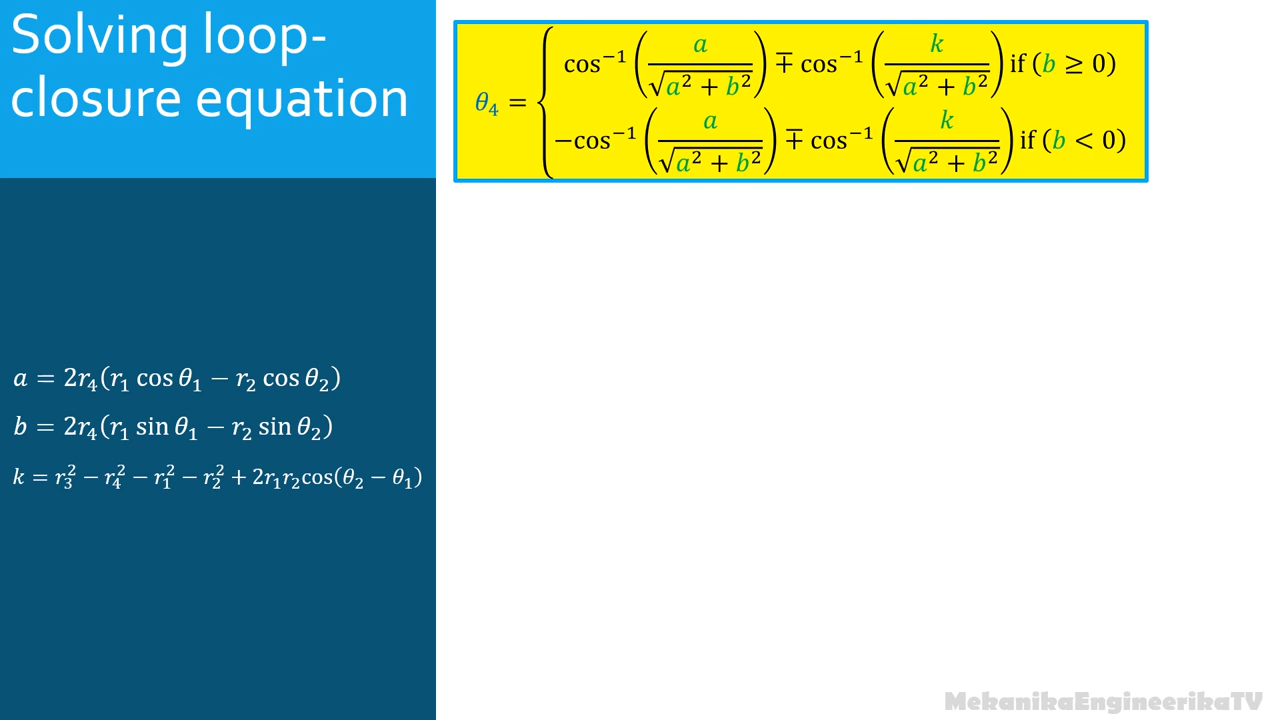 Solving loop-
closure equation
θ₄ = { cos⁻¹(a/√(a² + b²)) ∓ cos⁻¹(k/√(a² + b²)) if (b ≥ 0)
−cos⁻¹(a/√(a² + b²)) ∓ cos⁻¹(k/√(a² + b²)) if (b < 0)
a = 2r₄(r₁ cos θ₁ − r₂ cos θ₂)
b = 2r₄(r₁ sin θ₁ − r₂ sin θ₂)
k = r₃² − r₄² − r₁² − r₂² + 2r₁r₂cos(θ₂ − θ₁)
MekanikaEngineerikaTV